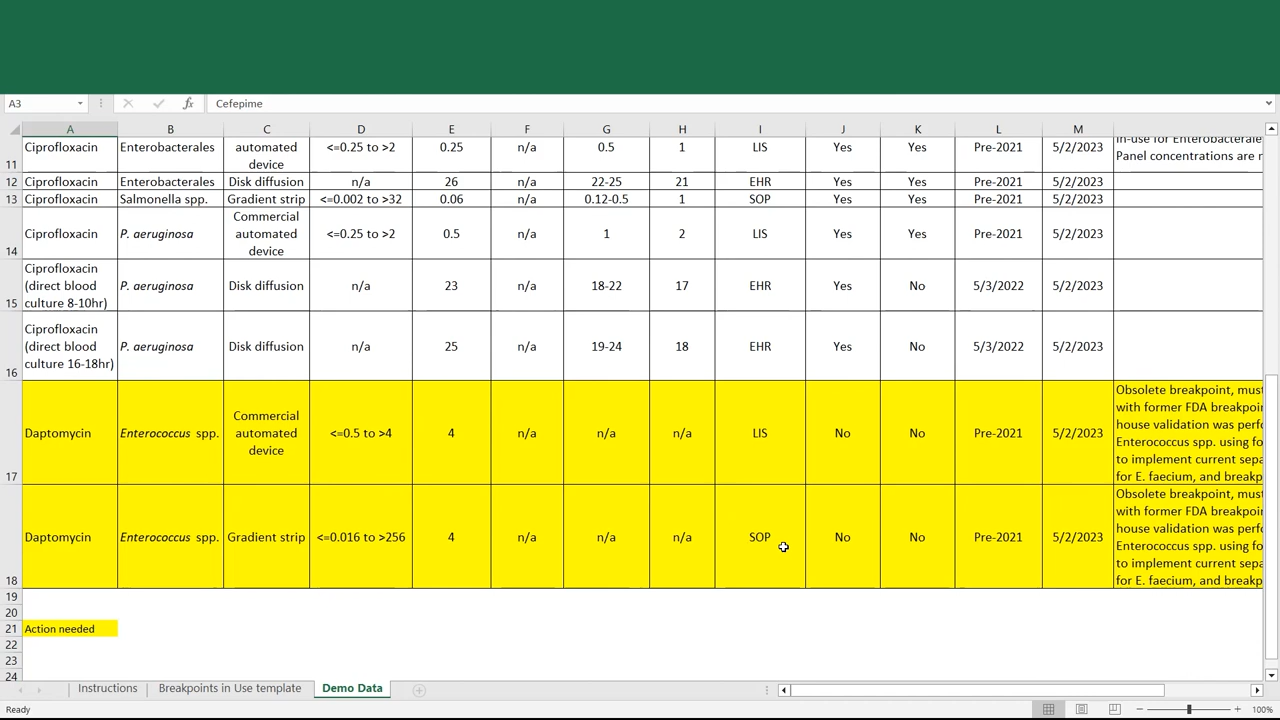 A3 fx Cefepime
A B C D E F G H I J K L M
11 Ciprofloxacin Enterobacterales automated device <=0.25 to >2 0.25 n/a 0.5 1 LIS Yes Yes Pre-2021 5/2/2023 in-use for Enterobacterale
Panel concentrations are
12 Ciprofloxacin Enterobacterales Disk diffusion n/a 26 n/a 22-25 21 EHR Yes Yes Pre-2021 5/2/2023
13 Ciprofloxacin Salmonella spp. Gradient strip <=0.002 to >32 0.06 n/a 0.12-0.5 1 SOP Yes Yes Pre-2021 5/2/2023
14 Ciprofloxacin P. aeruginosa Commercial automated device <=0.25 to >2 0.5 n/a 1 2 LIS Yes Yes Pre-2021 5/2/2023
15 Ciprofloxacin (direct blood culture 8-10hr) P. aeruginosa Disk diffusion n/a 23 n/a 18-22 17 EHR Yes No 5/3/2022 5/2/2023
16 Ciprofloxacin (direct blood culture 16-18hr) P. aeruginosa Disk diffusion n/a 25 n/a 19-24 18 EHR Yes No 5/3/2022 5/2/2023
17 Daptomycin Enterococcus spp. Commercial automated device <=0.5 to >4 4 n/a n/a n/a LIS No No Pre-2021 5/2/2023 Obsolete breakpoint, must
with former FDA breakpoi
house validation was perfo
Enterococcus spp. using fo
to implement current sepa
for E. faecium, and breakp
18 Daptomycin Enterococcus spp. Gradient strip <=0.016 to >256 4 n/a n/a n/a SOP No No Pre-2021 5/2/2023 Obsolete breakpoint, must
with former FDA breakpoi
house validation was perfo
Enterococcus spp. using fo
to implement current sepa
for E. faecium, and breakp
19
20
21 Action needed
22
23
24
Instructions Breakpoints in Use template Demo Data
Ready 100%